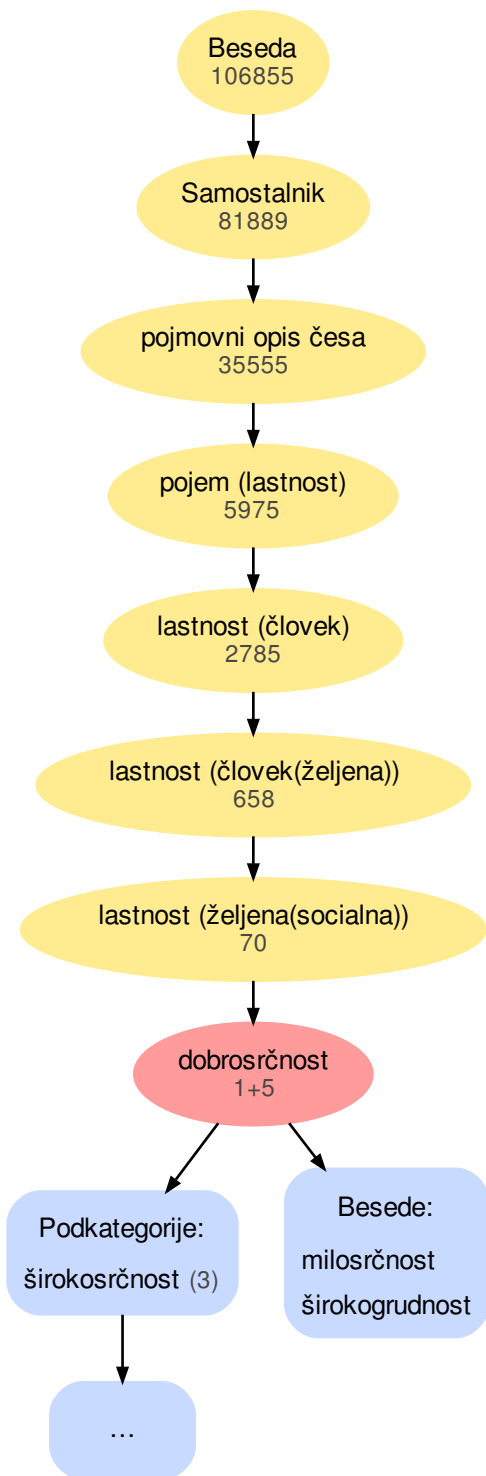 Beseda
106855
Samostalnik
81889
pojmovni opis česa
35555
pojem (lastnost)
5975
lastnost (človek)
2785
lastnost (človek(željena))
658
lastnost (željena(socialna))
70
dobrosrčnost
1+5
Podkategorije:
širokosrčnost (3)
Besede:
milosrčnost
širokogrudnost
...